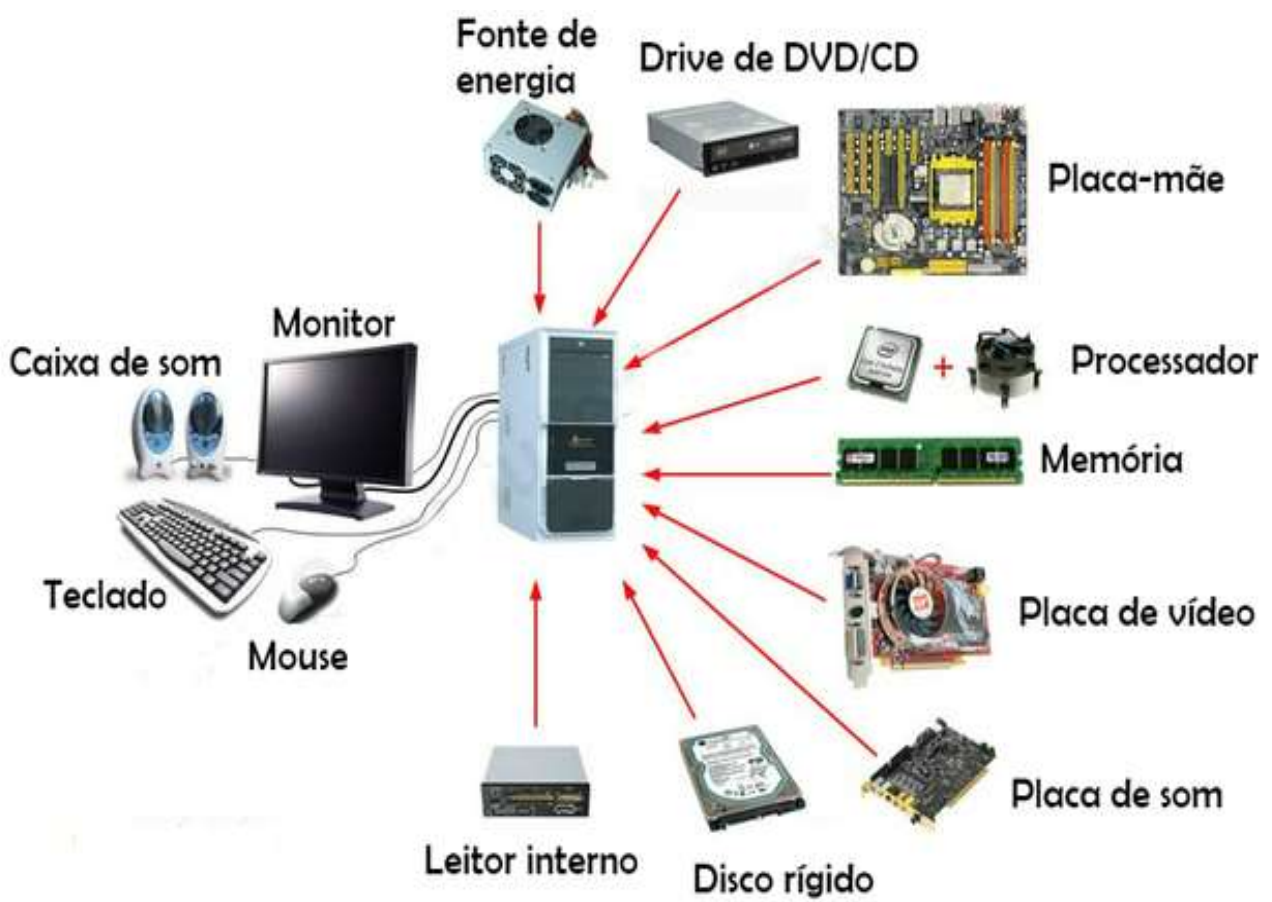 Fonte de
energia
Drive de DVD/CD
Placa-mãe
Monitor
Caixa de som
Processador
Memória
Teclado
Mouse
Placa de vídeo
Placa de som
Leitor interno
Disco rígido